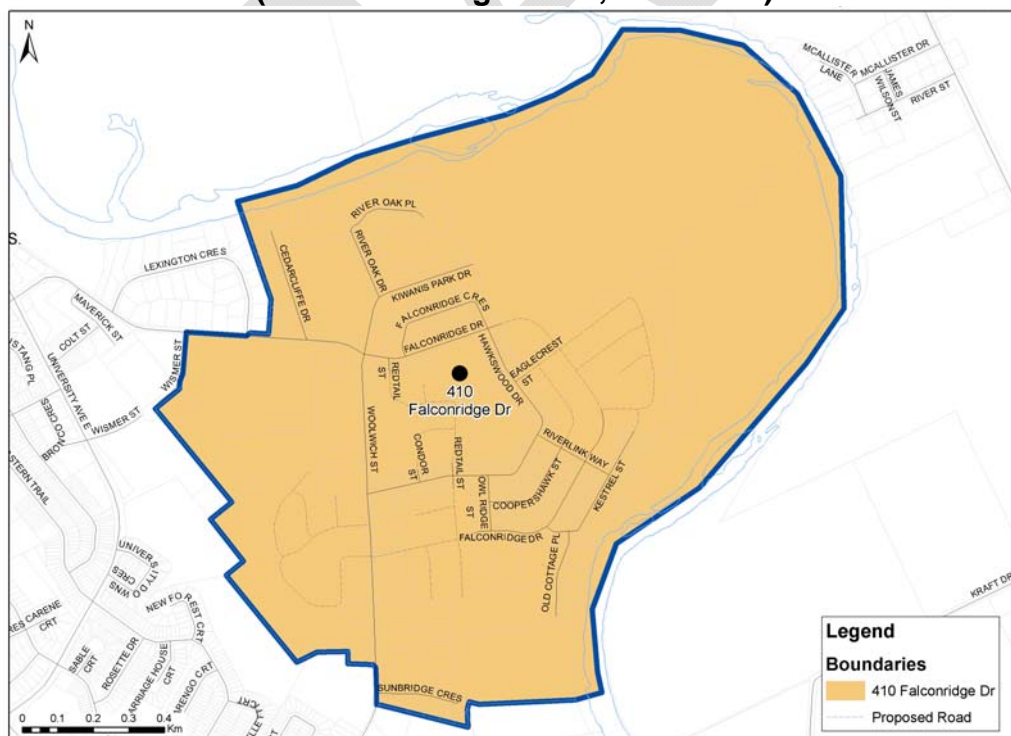 N
S.
MCALLISTER LANE
MCALLISTER DR
JAMES WILSON ST
RIVER ST
RIVER OAK PL
RIVER OAK DR
CEDARCLIFFE DR
LEXINGTON CRES
KIWANIS PARK DR
FALCONRIDGE CRES
FALCONRIDGE DR
HAWKSWOOD DR
EAGLECREST ST
MAVERICK ST
COLT ST
UNIVERSITY AVE E
WISMER ST
WISMER ST
REDTAIL ST
410
Falconridge Dr
WOOLWICH ST
CONDOR ST
REDTAIL ST
RIVERLINK WAY
COOPERSHAWK ST
KESTREL ST
OWL RIDGE ST
FALCONRIDGE DR
OLD COTTAGE PL
KRAFT DR
UNIVERSITY DOWNS CRES
NEW FOREST CRT
SABLE CRT
ROSETTE DR
SUNBRIDGE CRES
Legend
Boundaries
410 Falconridge Dr
Proposed Road
0 0.1 0.2 0.3 0.4
Km